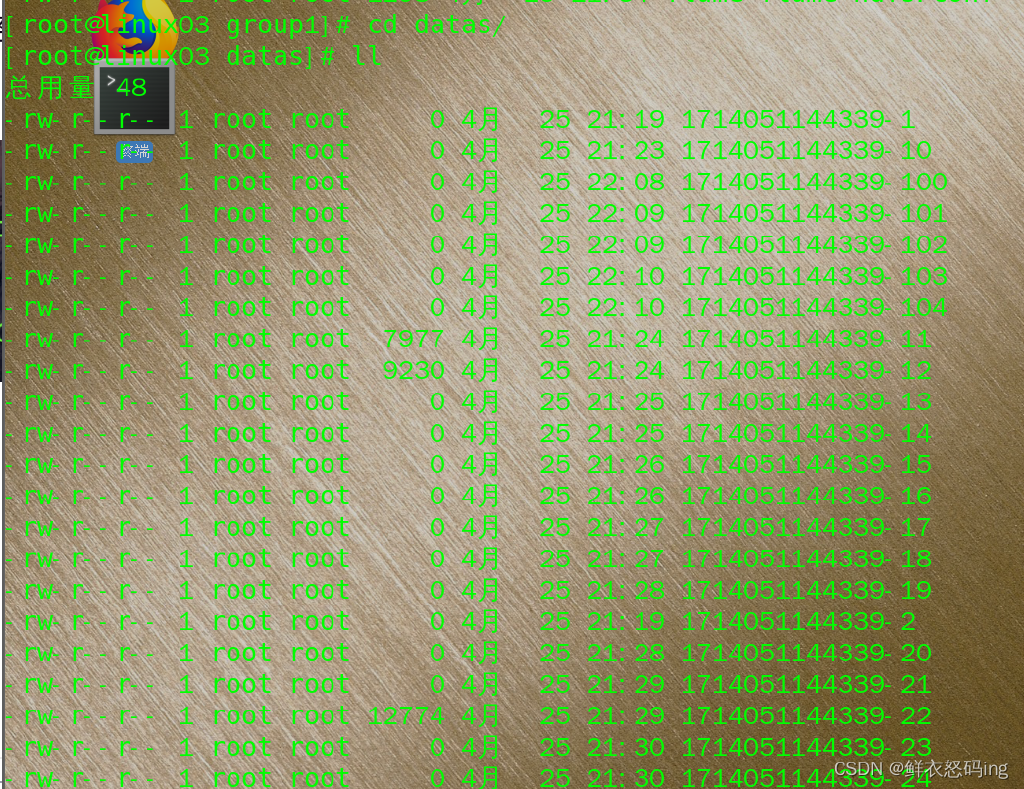 [root@linux03 group1]# cd datas/
[root@linux03 datas]# ll
总用量 48
-rw-r--r-- 1 root root 0 4月 25 21:19 1714051144339-1
-rw-r--r-- 1 root root 0 4月 25 21:23 1714051144339-10
-rw-r--r-- 1 root root 0 4月 25 22:08 1714051144339-100
-rw-r--r-- 1 root root 0 4月 25 22:09 1714051144339-101
-rw-r--r-- 1 root root 0 4月 25 22:09 1714051144339-102
-rw-r--r-- 1 root root 0 4月 25 22:10 1714051144339-103
-rw-r--r-- 1 root root 0 4月 25 22:10 1714051144339-104
-rw-r--r-- 1 root root 7977 4月 25 21:24 1714051144339-11
-rw-r--r-- 1 root root 9230 4月 25 21:24 1714051144339-12
-rw-r--r-- 1 root root 0 4月 25 21:25 1714051144339-13
-rw-r--r-- 1 root root 0 4月 25 21:25 1714051144339-14
-rw-r--r-- 1 root root 0 4月 25 21:26 1714051144339-15
-rw-r--r-- 1 root root 0 4月 25 21:26 1714051144339-16
-rw-r--r-- 1 root root 0 4月 25 21:27 1714051144339-17
-rw-r--r-- 1 root root 0 4月 25 21:27 1714051144339-18
-rw-r--r-- 1 root root 0 4月 25 21:28 1714051144339-19
-rw-r--r-- 1 root root 0 4月 25 21:19 1714051144339-2
-rw-r--r-- 1 root root 0 4月 25 21:28 1714051144339-20
-rw-r--r-- 1 root root 0 4月 25 21:29 1714051144339-21
-rw-r--r-- 1 root root 12774 4月 25 21:29 1714051144339-22
-rw-r--r-- 1 root root 0 4月 25 21:30 1714051144339-23
-rw-r--r-- 1 root root 0 4月 25 21:30 1714051144339-24
终端
CSDN @鲜衣怒码ing